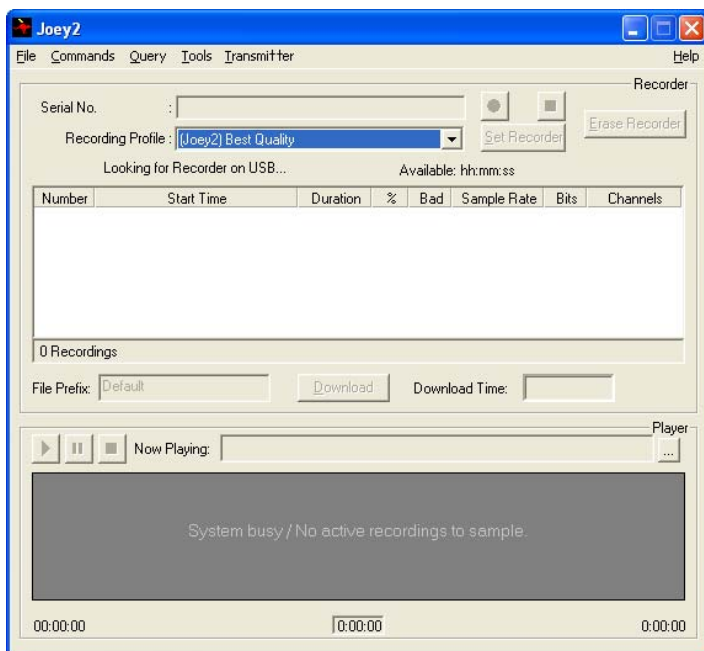 Joey2
File Commands Query Tools Transmitter Help
Recorder
Serial No. :
Erase Recorder
Recording Profile : (Joey2) Best Quality Set Recorder
Looking for Recorder on USB... Available: hh:mm:ss
Number Start Time Duration % Bad Sample Rate Bits Channels
0 Recordings
File Prefix: Default Download Download Time:
Player
Now Playing: ...
System busy / No active recordings to sample.
00:00:00 0:00:00 0:00:00